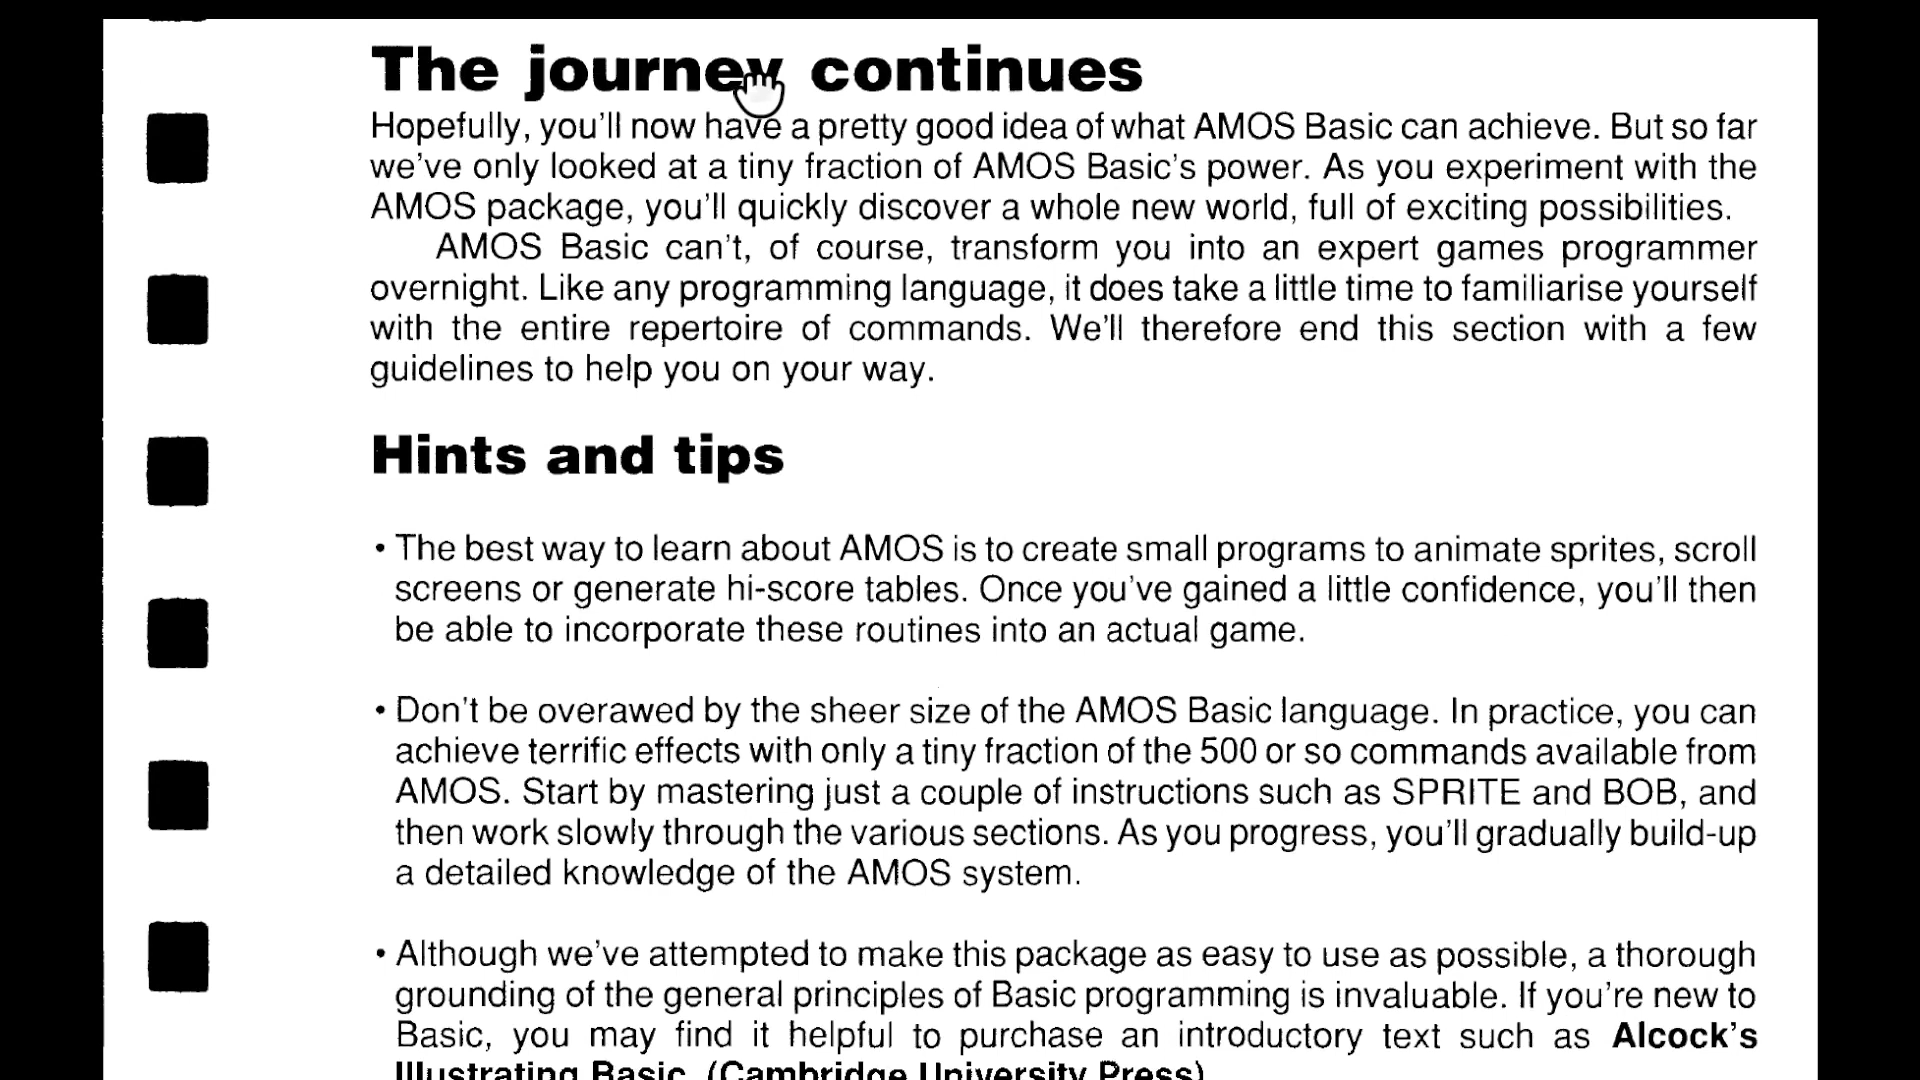 The journey continues
Hopefully, you'll now have a pretty good idea of what AMOS Basic can achieve. But so far
we've only looked at a tiny fraction of AMOS Basic's power. As you experiment with the
AMOS package, you'll quickly discover a whole new world, full of exciting possibilities.
AMOS Basic can't, of course, transform you into an expert games programmer
overnight. Like any programming language, it does take a little time to familiarise yourself
with the entire repertoire of commands. We'll therefore end this section with a few
guidelines to help you on your way.
Hints and tips
• The best way to learn about AMOS is to create small programs to animate sprites, scroll
screens or generate hi-score tables. Once you've gained a little confidence, you'll then
be able to incorporate these routines into an actual game.
• Don't be overawed by the sheer size of the AMOS Basic language. In practice, you can
achieve terrific effects with only a tiny fraction of the 500 or so commands available from
AMOS. Start by mastering just a couple of instructions such as SPRITE and BOB, and
then work slowly through the various sections. As you progress, you'll gradually build-up
a detailed knowledge of the AMOS system.
• Although we've attempted to make this package as easy to use as possible, a thorough
grounding of the general principles of Basic programming is invaluable. If you're new to
Basic, you may find it helpful to purchase an introductory text such as Alcock's
Illustrating Basic (Cambridge University Press)